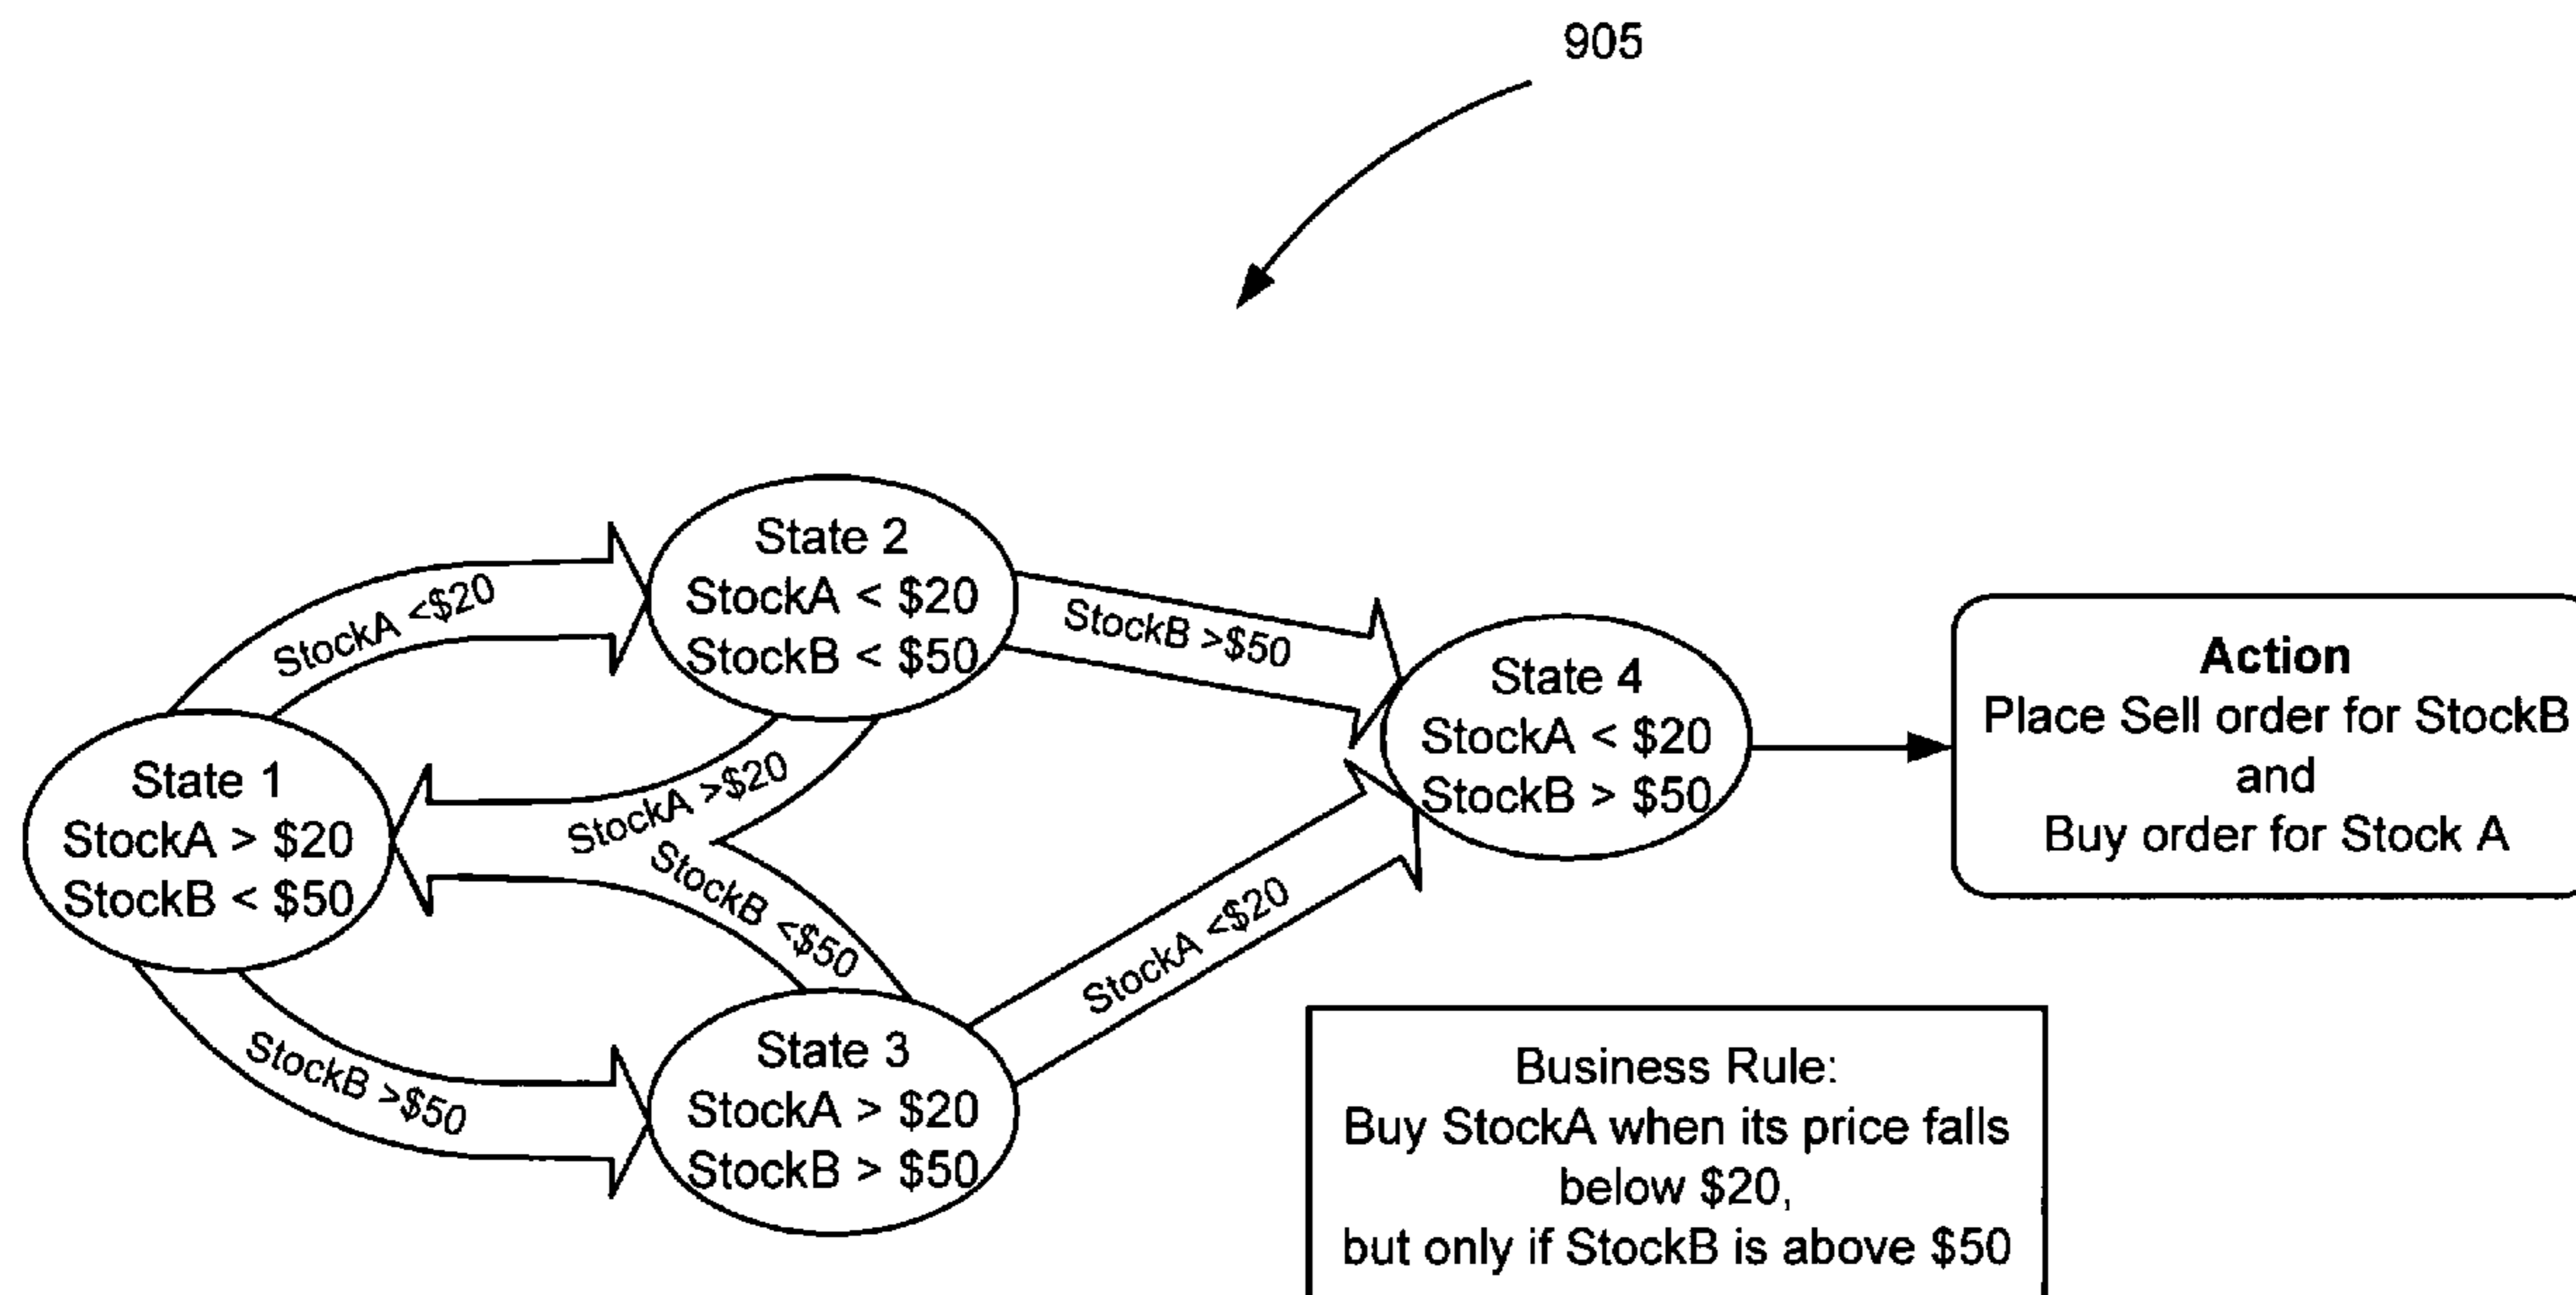 905
State 2
StockA < $20
StockB < $50
StockA <$20
StockB >$50
State 4
StockA < $20
StockB > $50
Action
Place Sell order for StockB
and
Buy order for Stock A
State 1
StockA > $20
StockB < $50
StockA >$20
StockB <$50
StockA <$20
StockB >$50
State 3
StockA > $20
StockB > $50
Business Rule:
Buy StockA when its price falls
below $20,
but only if StockB is above $50